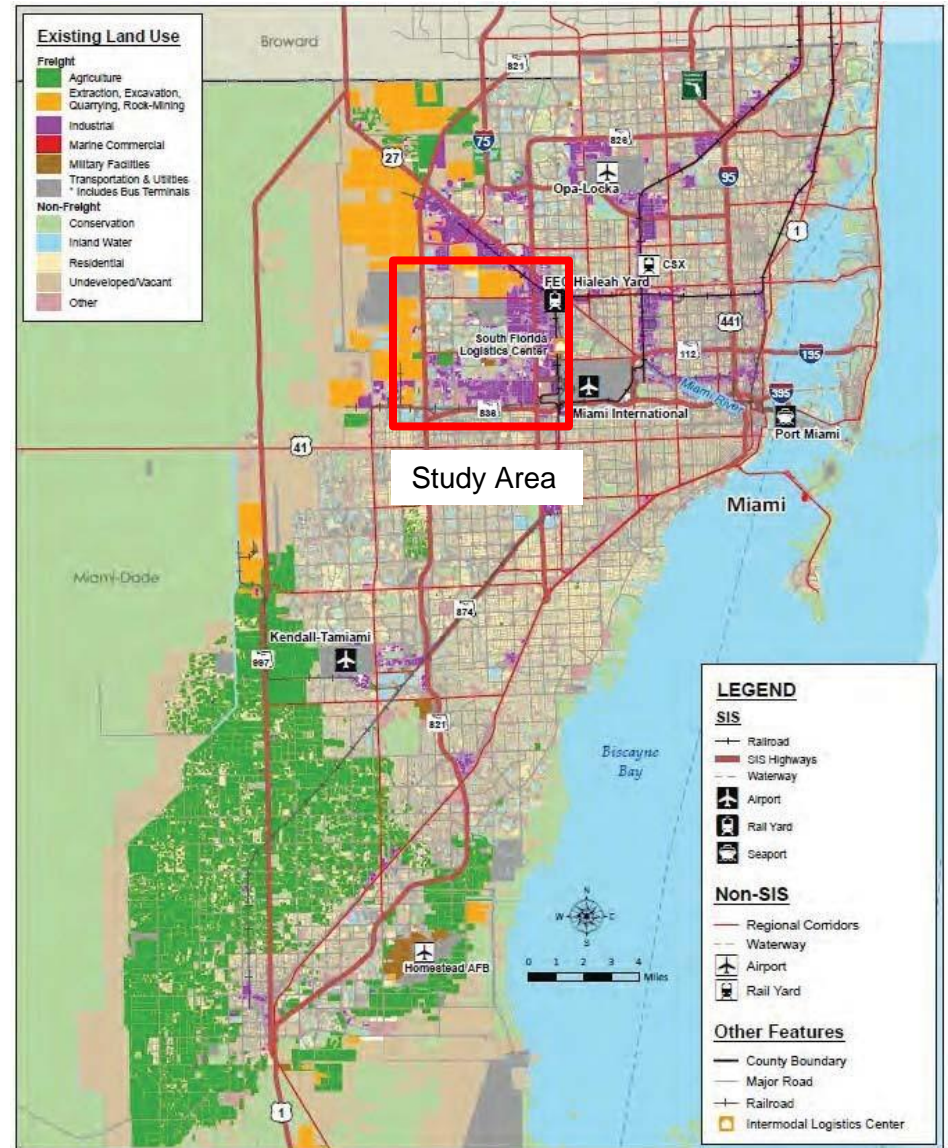 Existing Land Use
Freight
Agriculture
Extraction, Excavation,
Quarrying, Rook-Mining
Industrial
Marine Commercial
Military Facilities
Transportation & Utilities
* Includes Bus Terminals
Non-Freight
Conservation
Inland Water
Residential
Undeveloped/Vacant
Other
Broward
821
75
27
826
Opa-Locka
95
1
CSX
FEC Hialeah Yard
441
South Florida
Logistics Center
112
195
Miami River
395
836
Miami International
Port Miami
41
Study Area
Miami
Miami-Dade
874
Kendall-Tamiami
997
821
Biscayne
Bay
Homestead AFB
1
N
W
E
S
0 1 2 3 4
Miles
LEGEND
SIS
Railroad
SIS Highways
Waterway
Airport
Rail Yard
Seaport
Non-SIS
Regional Corridors
Waterway
Airport
Rail Yard
Other Features
County Boundary
Major Road
Railroad
Intermodal Logistics Center